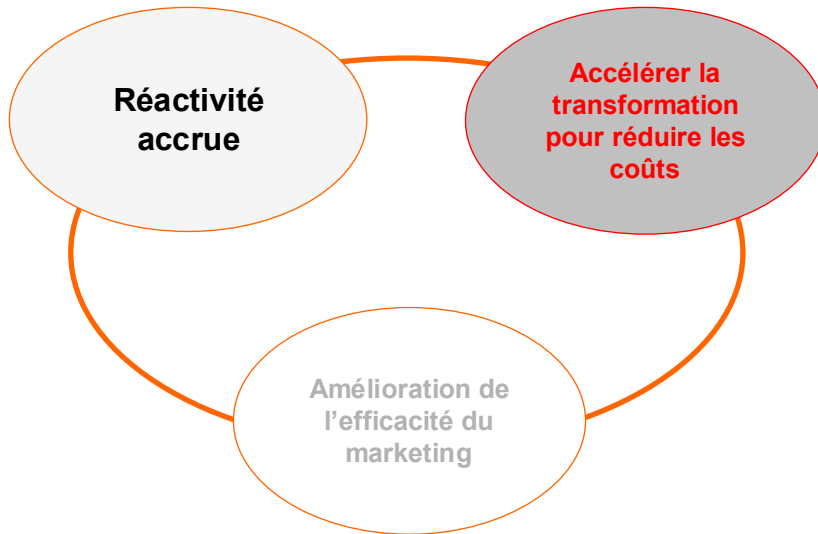 Réactivité
accrue
Accélérer la
transformation
pour réduire les
coûts
Amélioration de
l’efficacité du
marketing